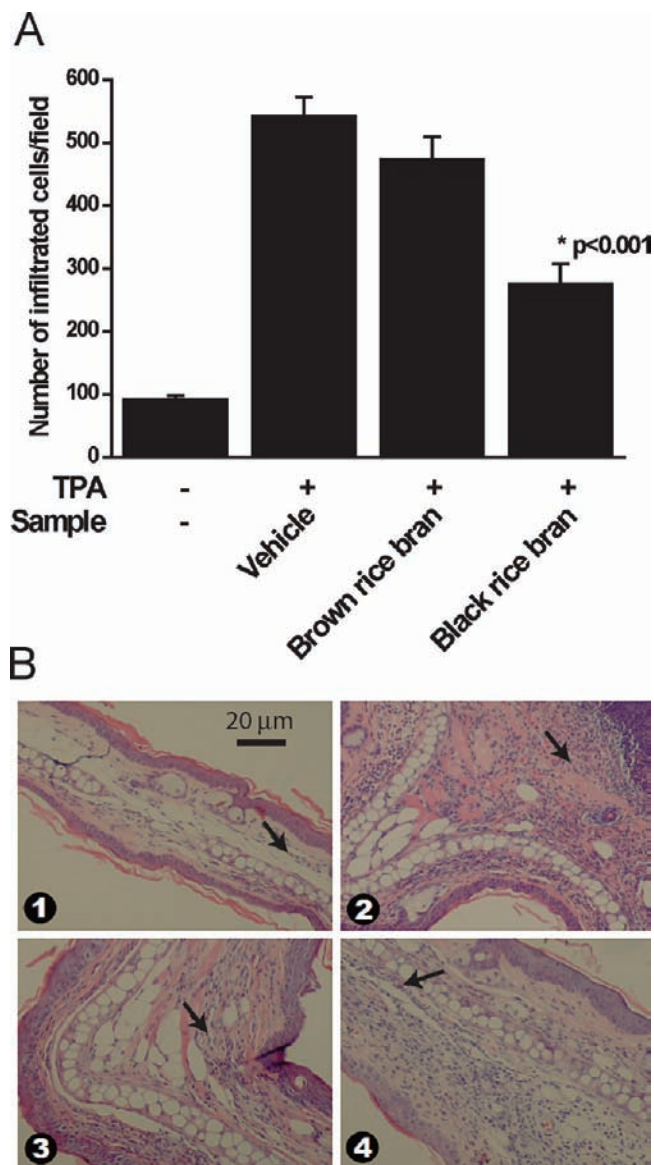 A
Number of infiltrated cells/field
600
500
400
300
200
100
0
* p<0.001
TPA - + + +
Sample - Vehicle Brown rice bran Black rice bran
B
20 μm
1
2
3
4